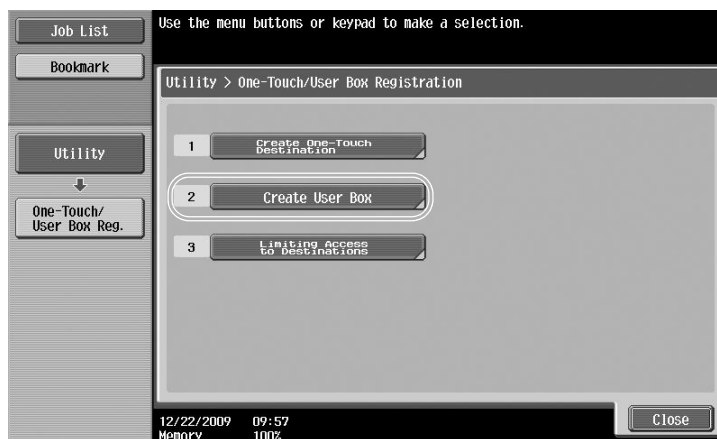 Job List
Bookmark
Utility
One-Touch/
User Box Reg.
Use the menu buttons or keypad to make a selection.
Utility > One-Touch/User Box Registration
1 Create One-Touch
Destination
2 Create User Box
3 Limiting Access
to Destinations
12/22/2009 09:57
Memory 100%
Close